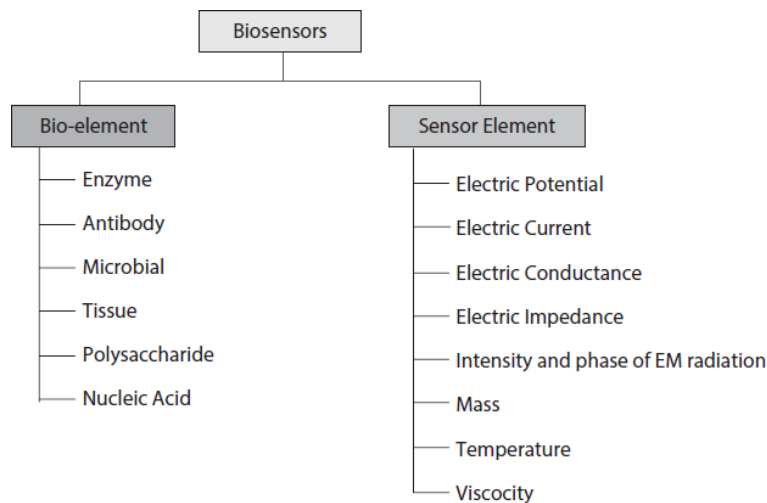 Biosensors
Bio-element
Enzyme
Antibody
Microbial
Tissue
Polysaccharide
Nucleic Acid
Sensor Element
Electric Potential
Electric Current
Electric Conductance
Electric Impedance
Intensity and phase of EM radiation
Mass
Temperature
Viscocity